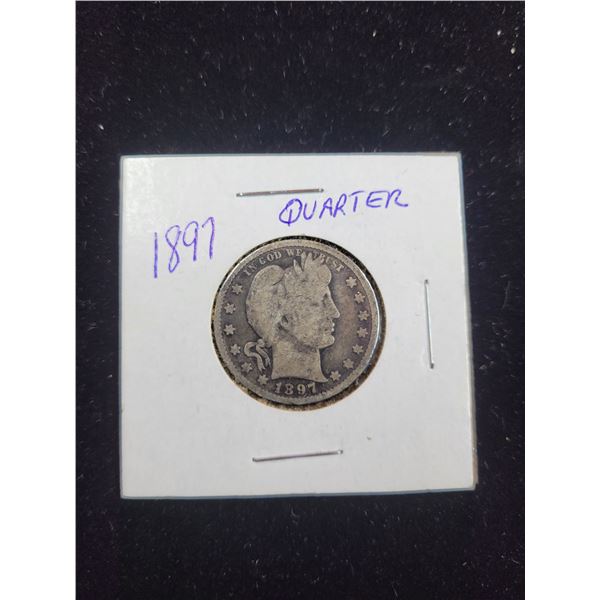 QUARTER
1897
IN GOD WE TRUST
1897